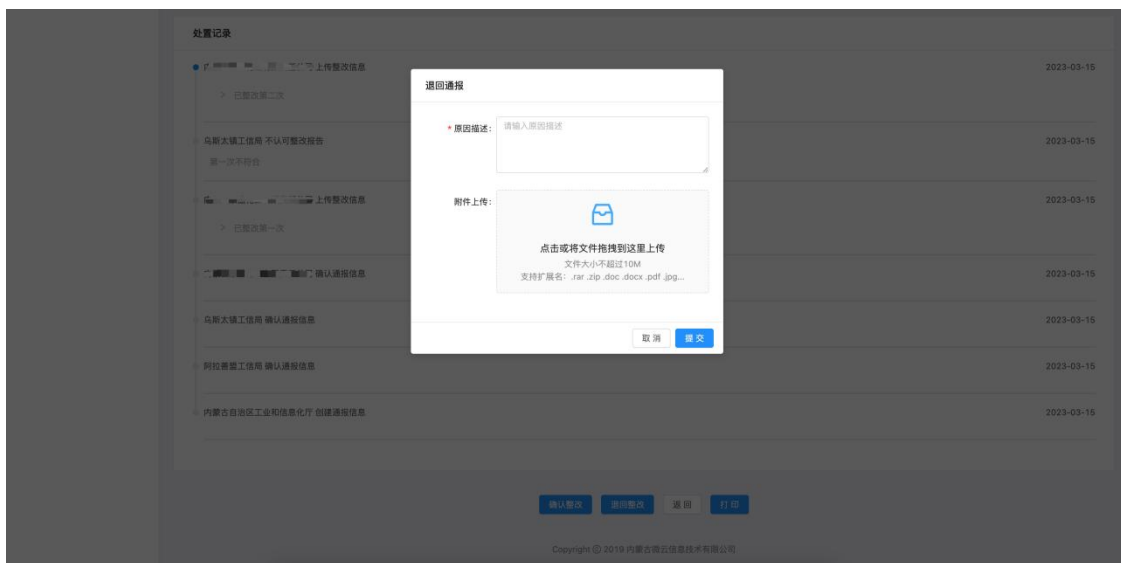 处置记录
上传整改信息
2023-03-15
> 已整改第二次
乌斯太镇工信局 不认可整改报告
2023-03-15
第一次不符合
上传整改信息
2023-03-15
> 已整改第一次
确认通报信息
2023-03-15
乌斯太镇工信局 确认通报信息
2023-03-15
阿拉善盟工信局 确认通报信息
2023-03-15
内蒙古自治区工业和信息化厅 创建通报信息
2023-03-15
退回通报
* 原因描述:
请输入原因描述
附件上传:
点击或将文件拖拽到这里上传
文件大小不超过10M
支持扩展名: .rar .zip .doc .docx .pdf .jpg...
取 消
提 交
确认整改
退回整改
返 回
打 印
Copyright © 2019 内蒙古微云信息技术有限公司